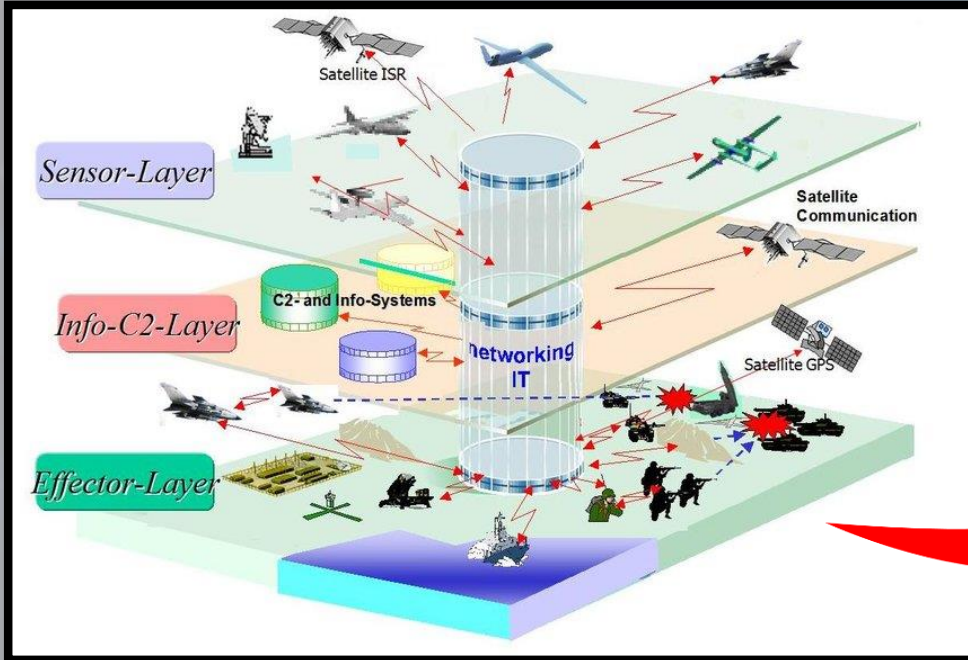 Satellite ISR
Sensor-Layer
Satellite
Communication
C2- and Info-Systems
Info-C2-Layer
networking
IT
Satellite GPS
Effector-Layer